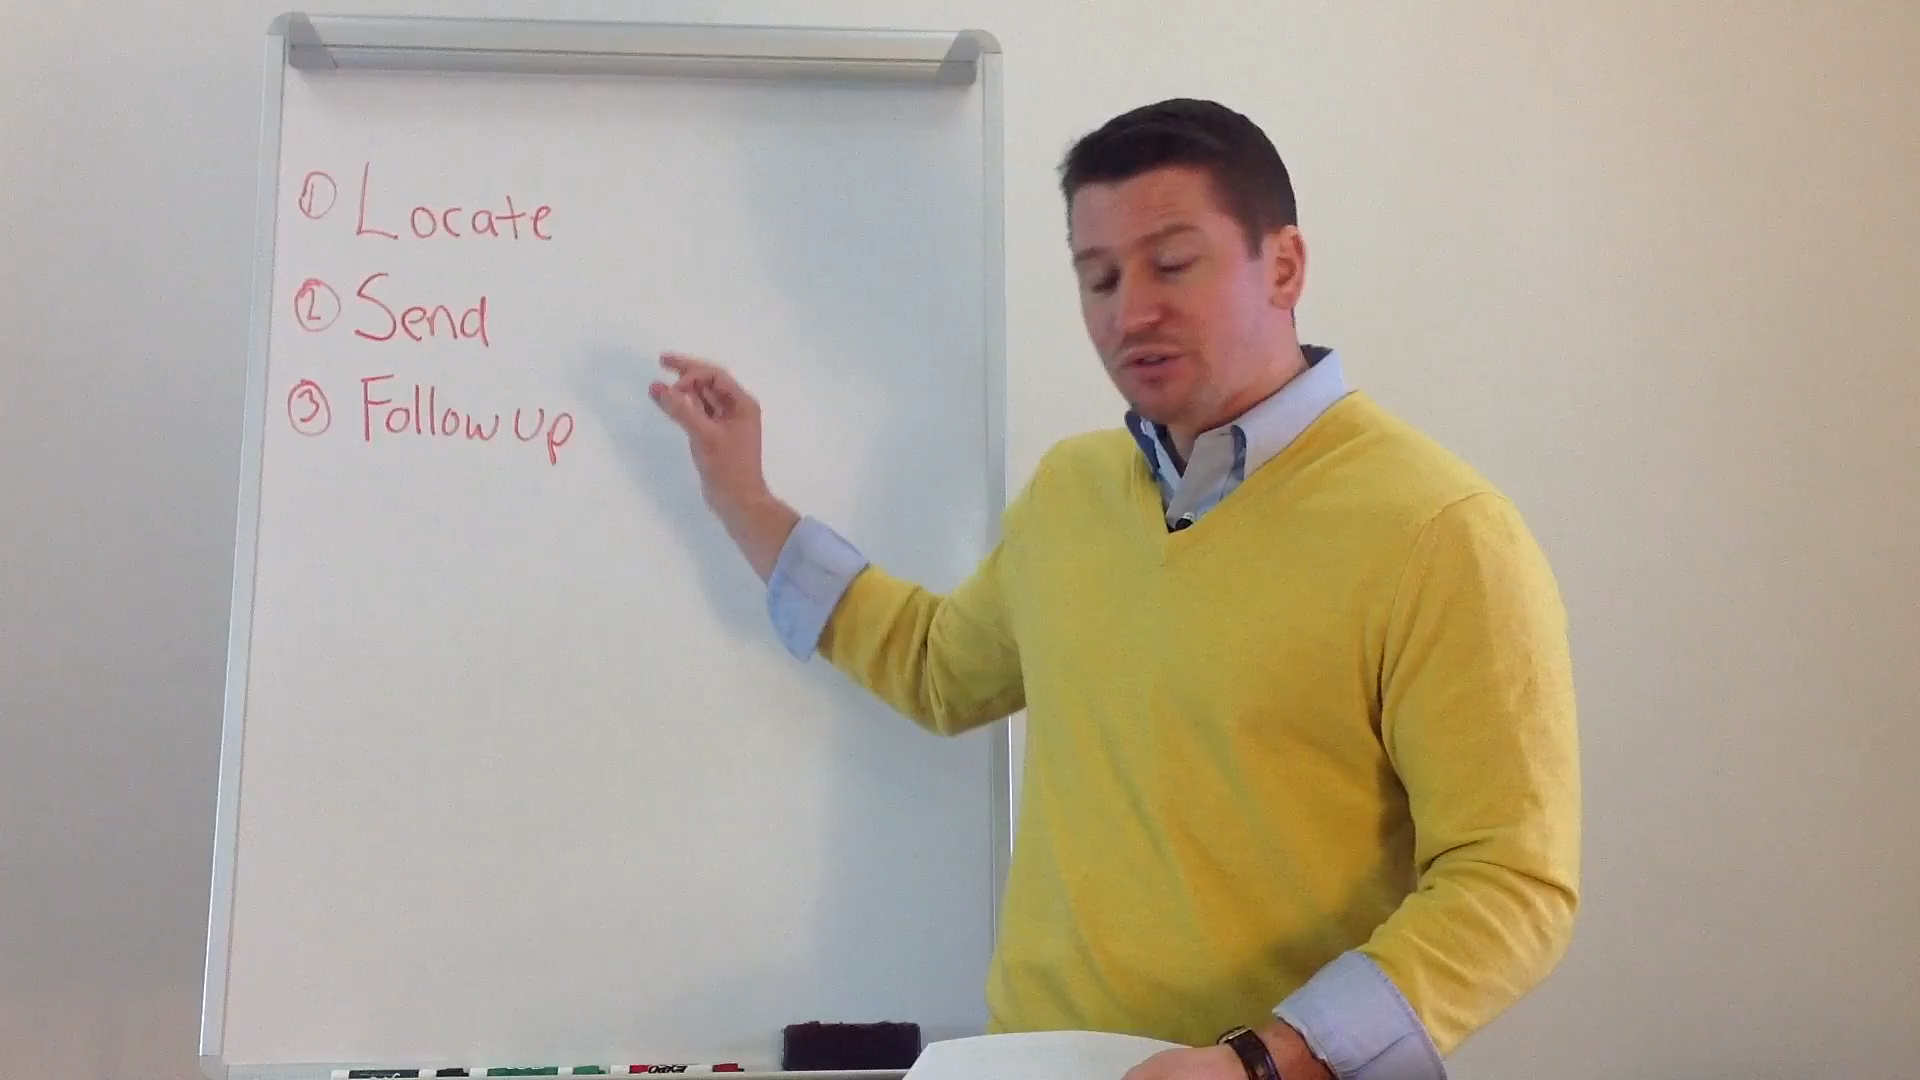 ① Locate
② Send
③ Follow up